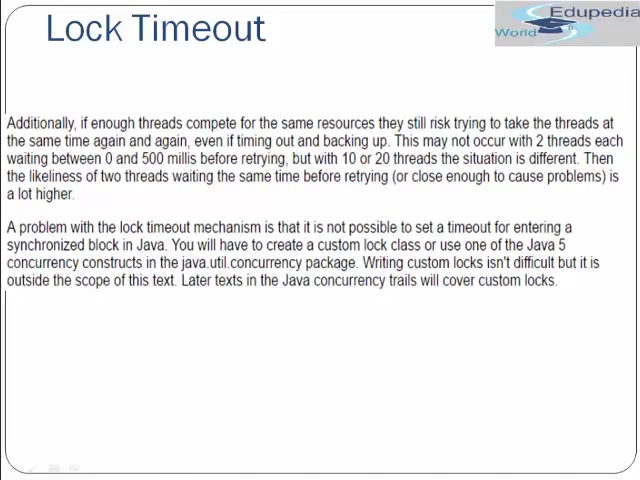 Lock Timeout
Edupedia
World
Additionally, if enough threads compete for the same resources they still risk trying to take the threads at
the same time again and again, even if timing out and backing up. This may not occur with 2 threads each
waiting between 0 and 500 millis before retrying, but with 10 or 20 threads the situation is different. Then
the likeliness of two threads waiting the same time before retrying (or close enough to cause problems) is
a lot higher.
A problem with the lock timeout mechanism is that it is not possible to set a timeout for entering a
synchronized block in Java. You will have to create a custom lock class or use one of the Java 5
concurrency constructs in the java.util.concurrency package. Writing custom locks isn't difficult but it is
outside the scope of this text. Later texts in the Java concurrency trails will cover custom locks.